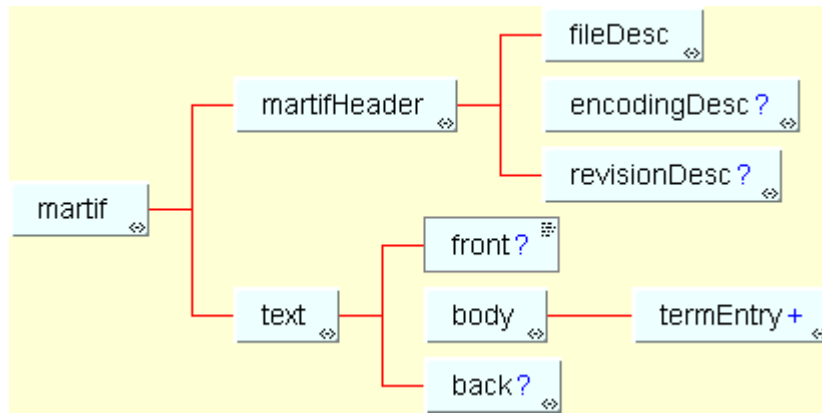 fileDesc
martifHeader
encodingDesc?
revisionDesc?
martif
front?
text
body
termEntry+
back?